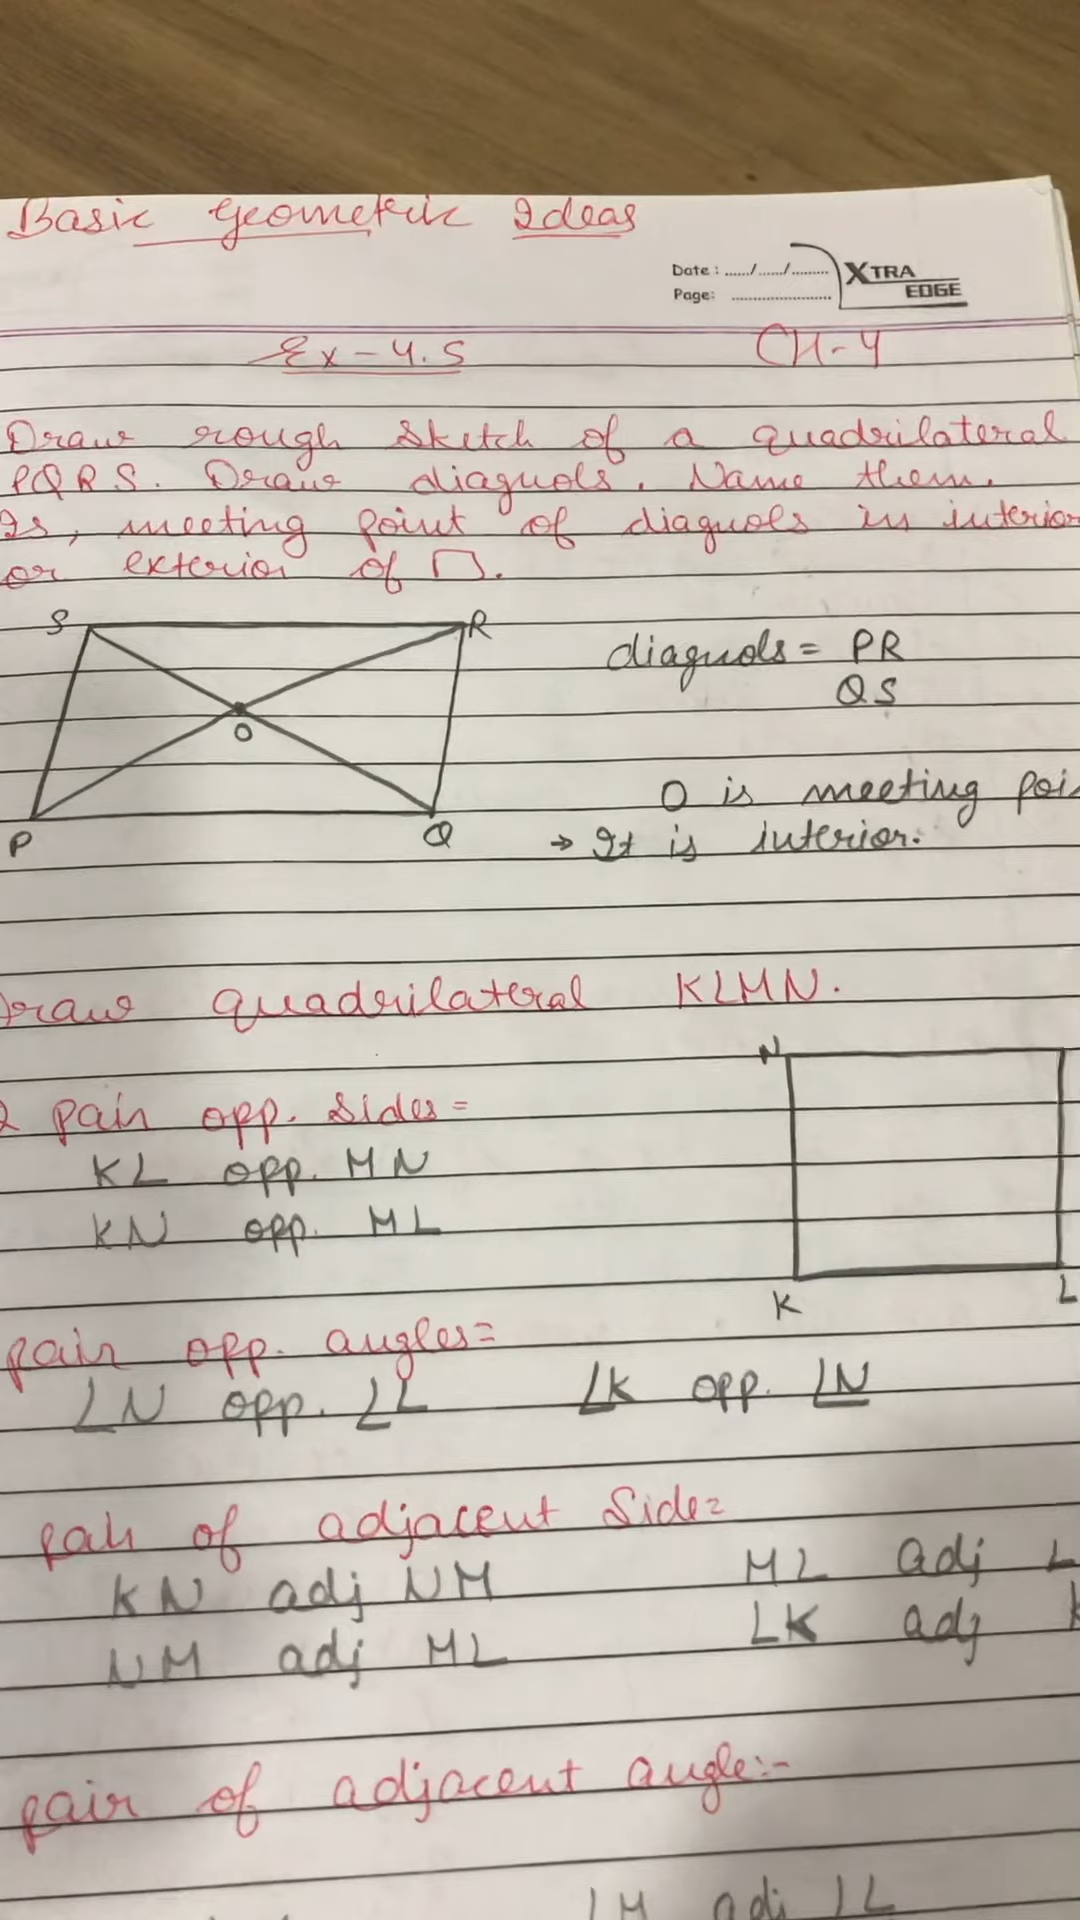 Basic Geometric Ideas
Date : ....../....../.........
Page: ........................
XTRA
EDGE
Ex-4.5
CH-4
Draw rough sketch of a quadrilateral
PQRS. Draw diagnols. Name them.
Is, meeting point of diagnols in interior
or exterior of
S
R
O
P
Q
diagnols = PR
QS
O is meeting
→ It is interior.
quadrilateral KLMN.
N
K
L
2 pair opp. sides =
KL opp. MN
KN opp. ML
pair opp. angles=
∠N opp. ∠L
∠K opp. ∠N
pair of adjacent side=
KN adj NM
ML adj
NM adj ML
LK adj
pair of adjacent angle:-
∠M adj ∠L